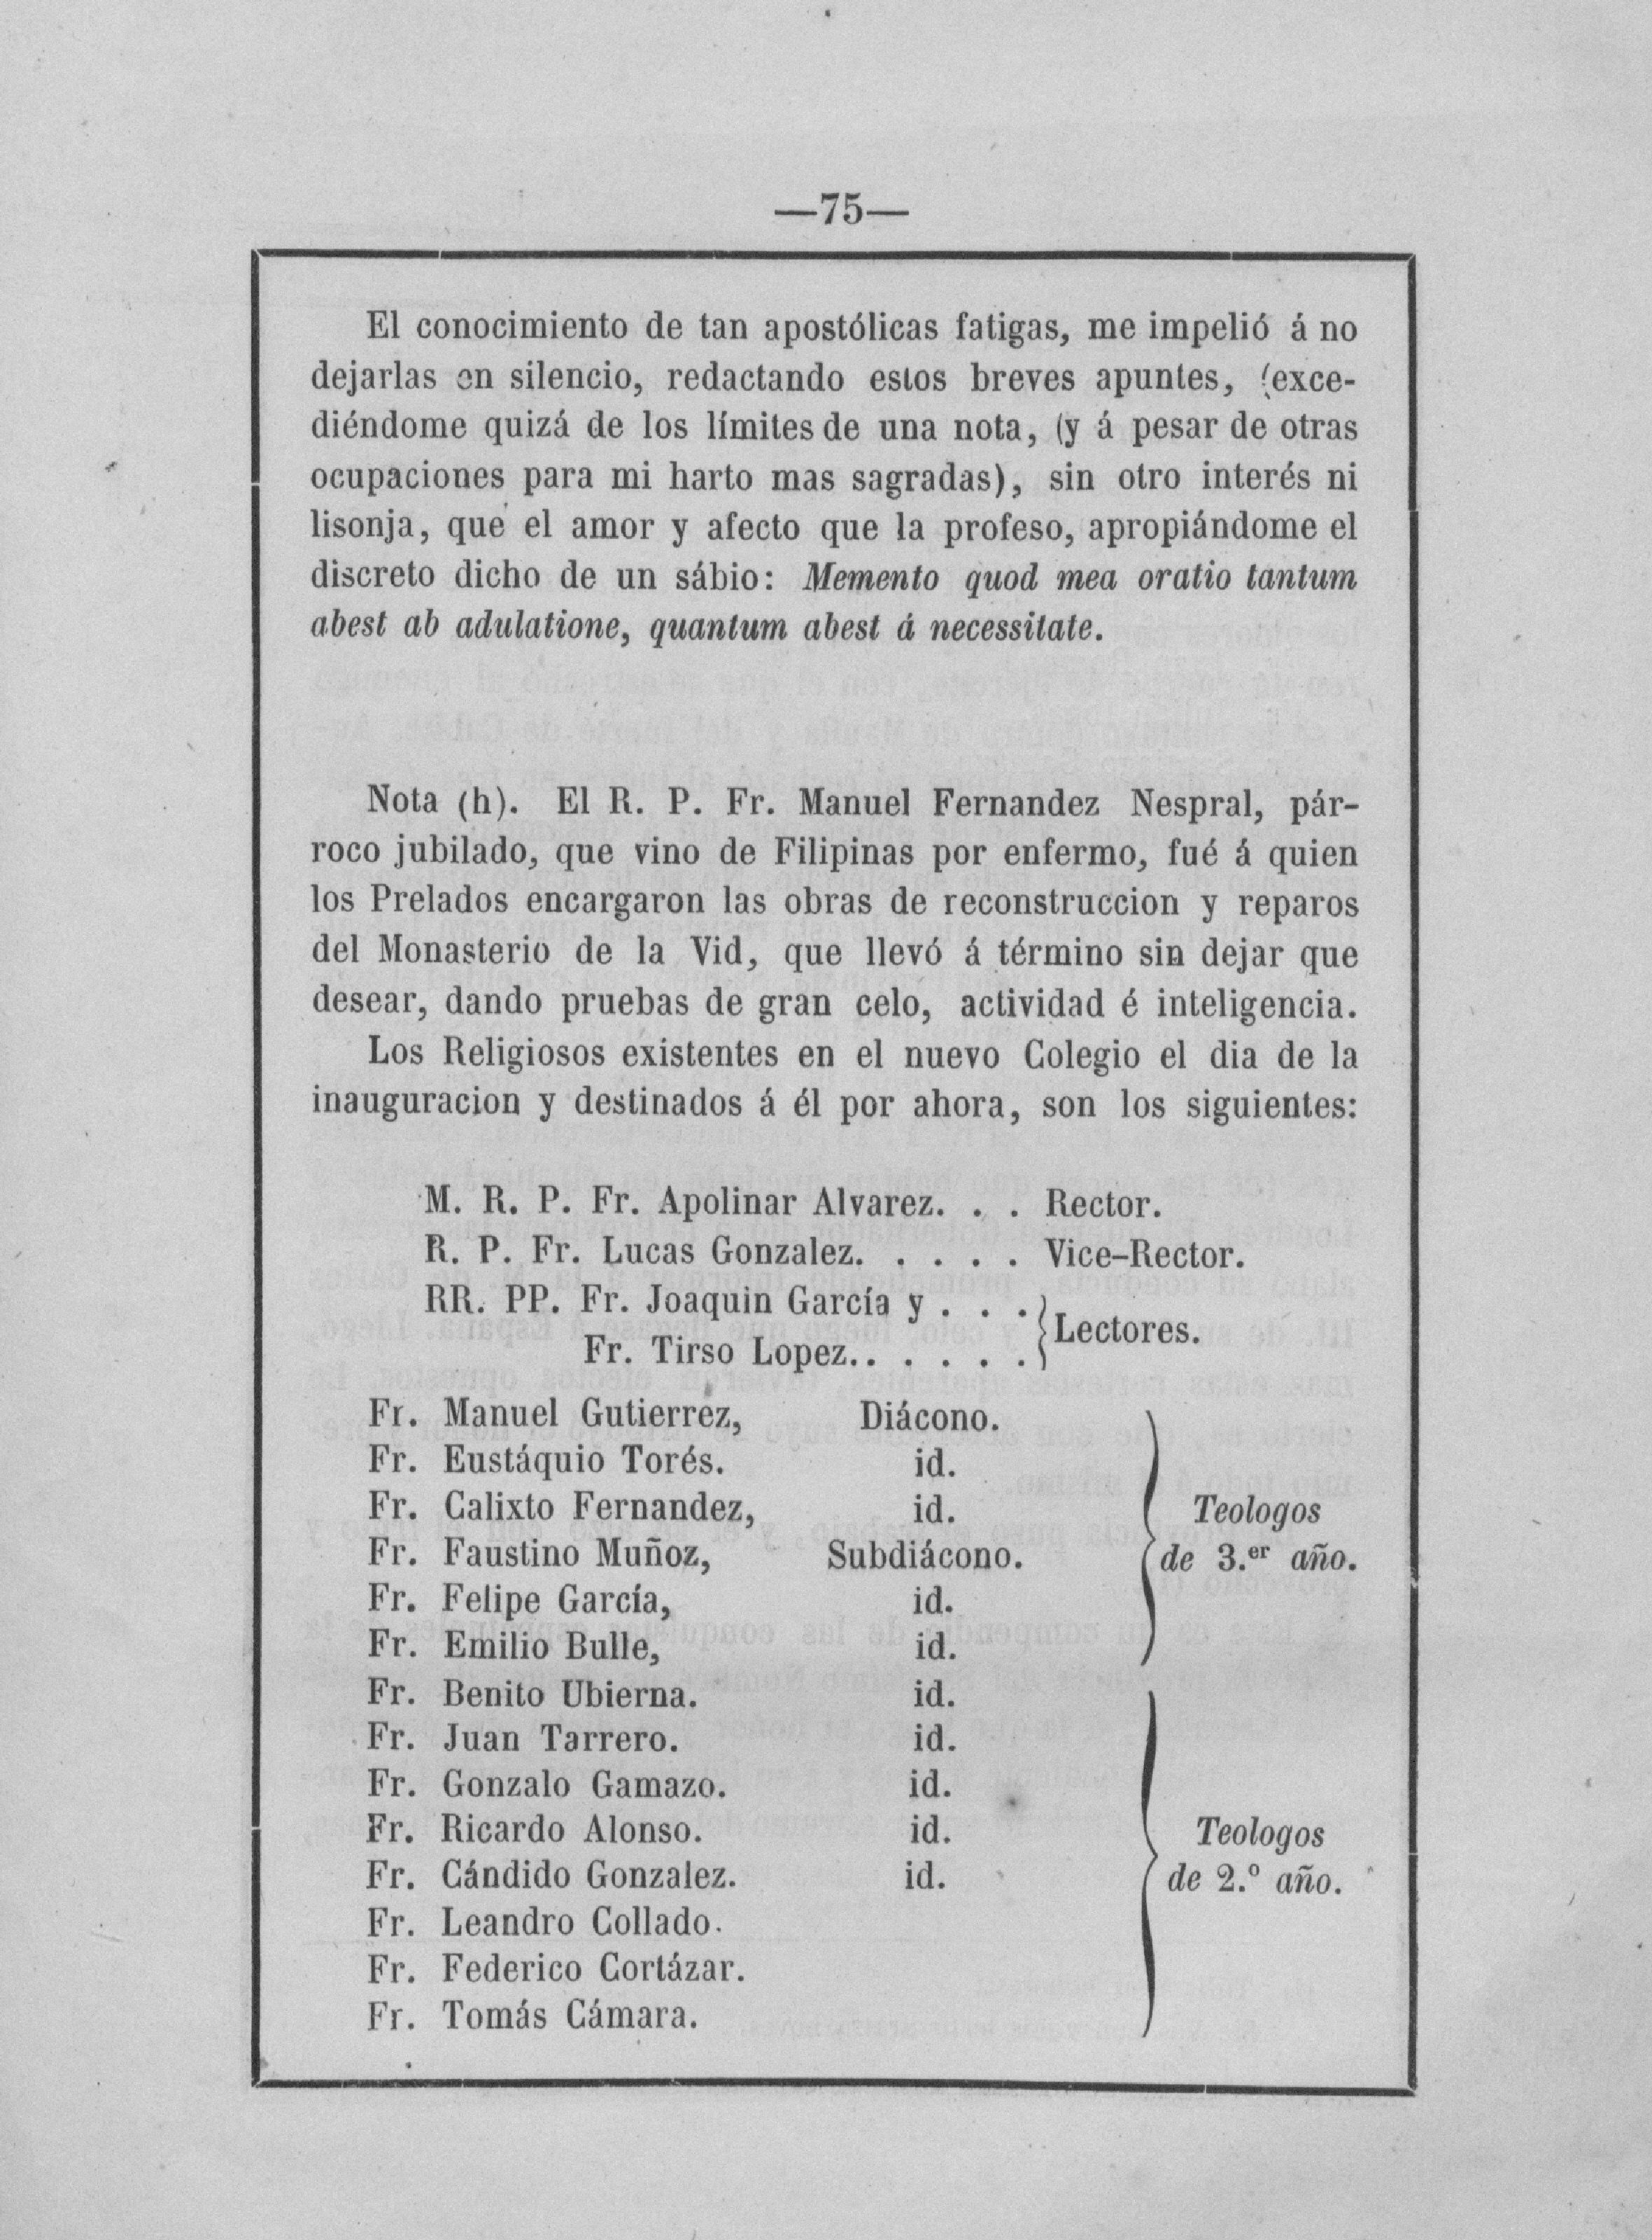 —75—
El conocimiento de tan apostólicas fatigas, me impelió á no
dejarlas en silencio, redactando estos breves apuntes, (exce-
diéndome quizá de los límites de una nota, (y á pesar de otras
ocupaciones para mi harto mas sagradas), sin otro interés ni
lisonja, que el amor y afecto que la profeso, apropiándome el
discreto dicho de un sábio: Memento quod mea oratio tantum
abest ab adulatione, quantum abest á necessitate.
Nota (h). El R. P. Fr. Manuel Fernandez Nespral, pár-
roco jubilado, que vino de Filipinas por enfermo, fué á quien
los Prelados encargaron las obras de reconstruccion y reparos
del Monasterio de la Vid, que llevó á término sin dejar que
desear, dando pruebas de gran celo, actividad é inteligencia.
Los Religiosos existentes en el nuevo Colegio el dia de la
inauguracion y destinados á él por ahora, son los siguientes:
M. R. P. Fr. Apolinar Alvarez. . . Rector.
R. P. Fr. Lucas Gonzalez. . . . . Vice-Rector.
RR. PP. Fr. Joaquin García y . . .
Fr. Tirso Lopez.. . . . . .
Lectores.
Fr. Manuel Gutierrez, Diácono.
Fr. Eustáquio Torés. id.
Fr. Calixto Fernandez, id.
Fr. Faustino Muñoz, Subdiácono.
Fr. Felipe García, id.
Fr. Emilio Bulle, id.
Teologos
de 3.er año.
Fr. Benito Ubierna. id.
Fr. Juan Tarrero. id.
Fr. Gonzalo Gamazo. id.
Fr. Ricardo Alonso. id.
Fr. Cándido Gonzalez. id.
Fr. Leandro Collado.
Fr. Federico Cortázar.
Fr. Tomás Cámara.
Teologos
de 2.º año.